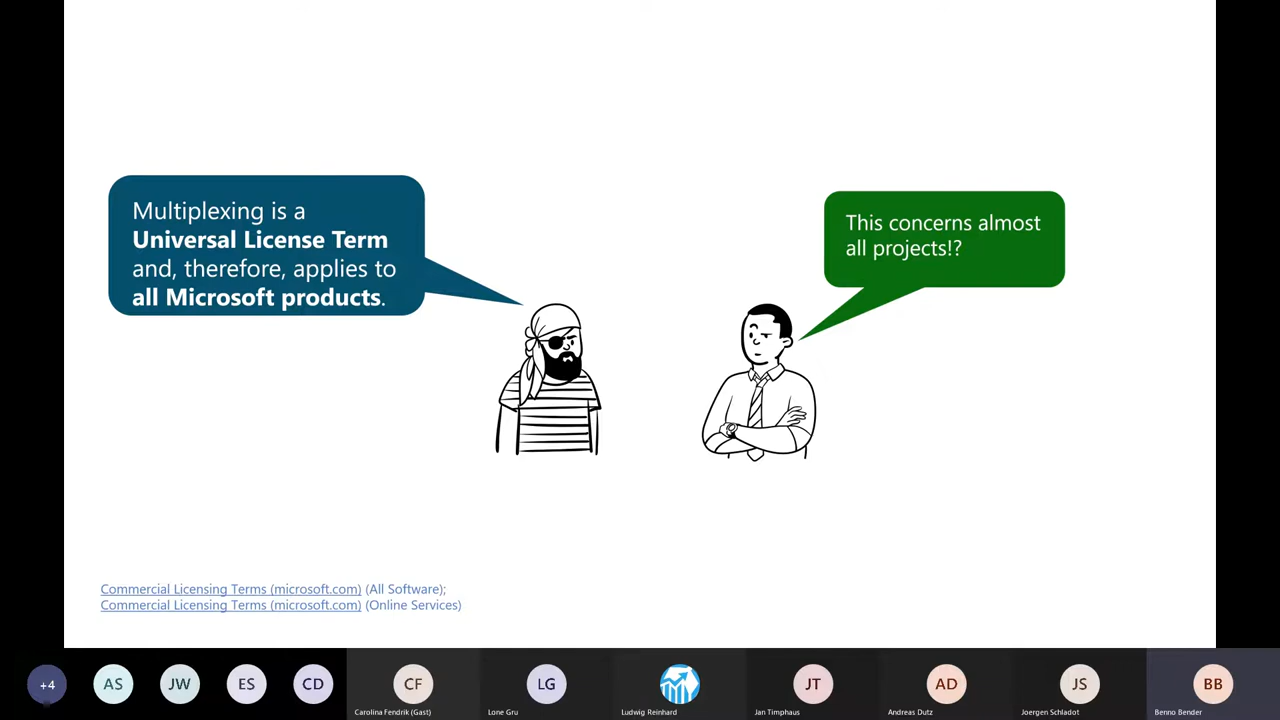 Multiplexing is a
Universal License Term
and, therefore, applies to
all Microsoft products.
This concerns almost
all projects!?
Commercial Licensing Terms (microsoft.com) (All Software);
Commercial Licensing Terms (microsoft.com) (Online Services)
+4
AS
JW
ES
CD
CF
LG
JT
AD
JS
BB
Carolina Fendrik (Gast)
Lone Gru
Ludwig Reinhard
Jan Timphaus
Andreas Dutz
Joergen Schladot
Benno Bender